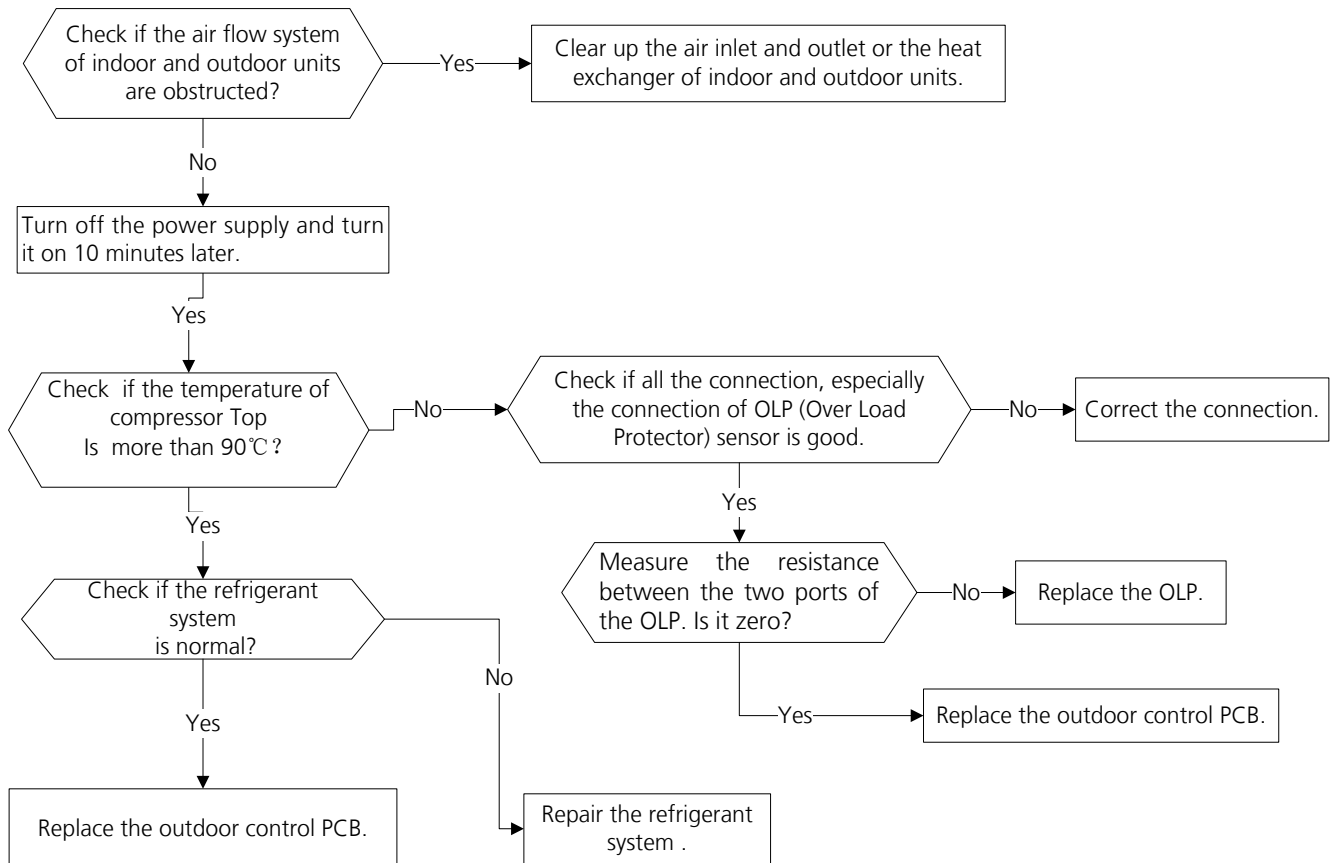 Check if the air flow system
of indoor and outdoor units
are obstructed?
Yes
Clear up the air inlet and outlet or the heat
exchanger of indoor and outdoor units.
No
Turn off the power supply and turn
it on 10 minutes later.
Yes
Check if the temperature of
compressor Top
Is more than 90℃?
No
Check if all the connection, especially
the connection of OLP (Over Load
Protector) sensor is good.
No
Correct the connection.
Yes
Yes
Measure the resistance
between the two ports of
the OLP. Is it zero?
No
Replace the OLP.
Check if the refrigerant
system
is normal?
No
Yes
Yes
Replace the outdoor control PCB.
Replace the outdoor control PCB.
Repair the refrigerant
system .